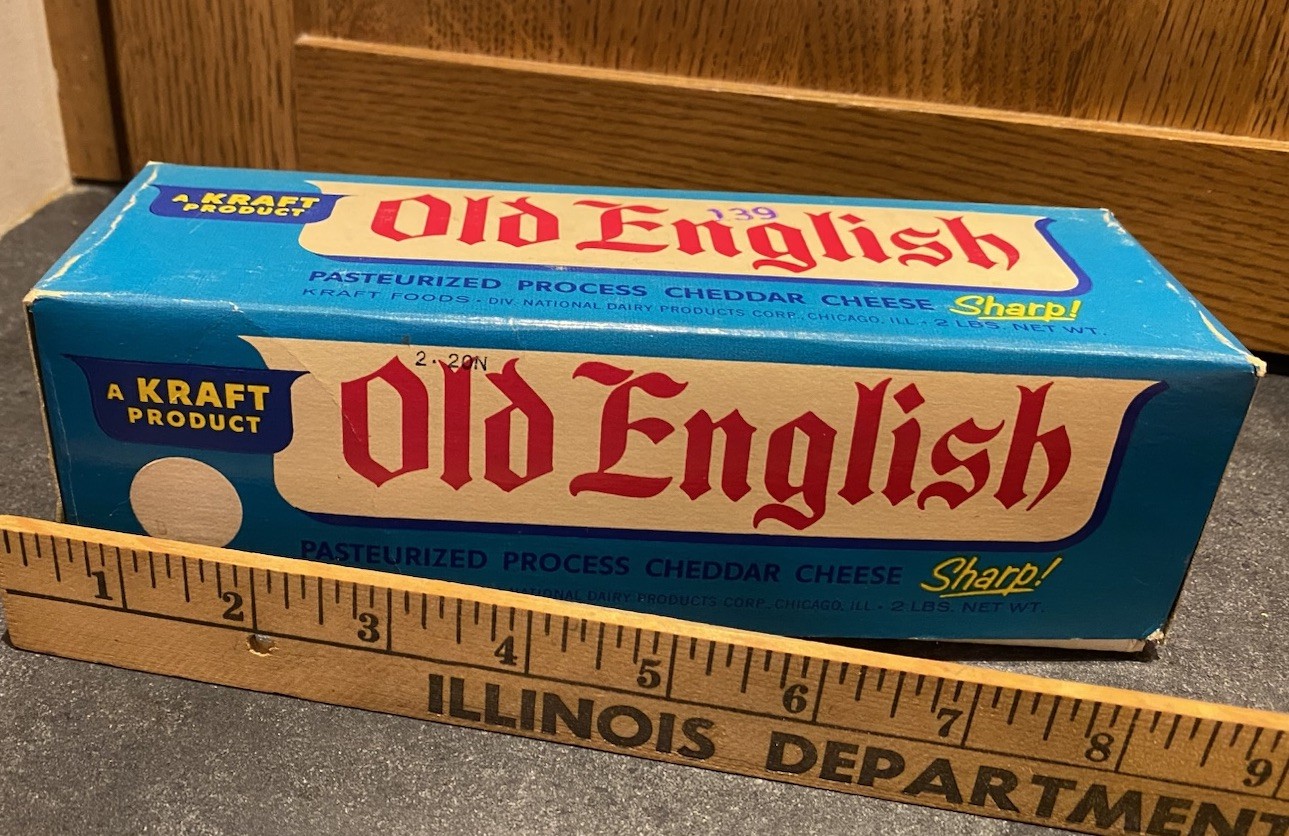 A KRAFT
PRODUCT
139
Old English
PASTEURIZED PROCESS CHEDDAR CHEESE Sharp!
KRAFT FOODS - DIV. NATIONAL DAIRY PRODUCTS CORP., CHICAGO, ILL. • 2 LBS. NET WT.
2 • 20N
A KRAFT
PRODUCT
Old English
PASTEURIZED PROCESS CHEDDAR CHEESE Sharp!
NATIONAL DAIRY PRODUCTS CORP., CHICAGO, ILL • 2 LBS. NET WT.
1 2 3 4 5 6 7 8 9
ILLINOIS DEPARTMENT